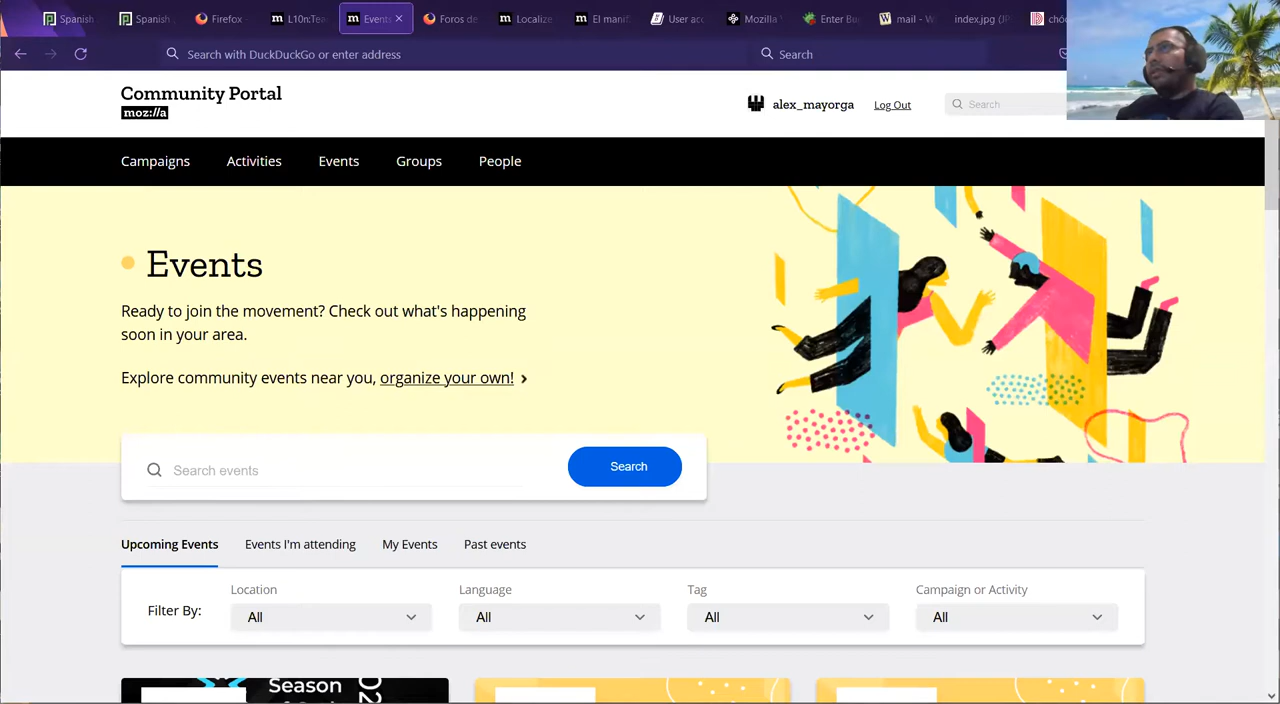 Spanish
Spanish
Firefox
L10n:Tea
Events
Foros de
Localize
El mani
User acc
Mozilla
Enter Bu
mail - W
index.jpg (JP
chóc
Search with DuckDuckGo or enter address
Search
Community Portal
moz://a
alex_mayorga
Log Out
Search
Campaigns
Activities
Events
Groups
People
Events
Ready to join the movement? Check out what's happening
soon in your area.
Explore community events near you, organize your own! ›
Search events
Search
Upcoming Events
Events I'm attending
My Events
Past events
Filter By:
Location
All
Language
All
Tag
All
Campaign or Activity
All
Season